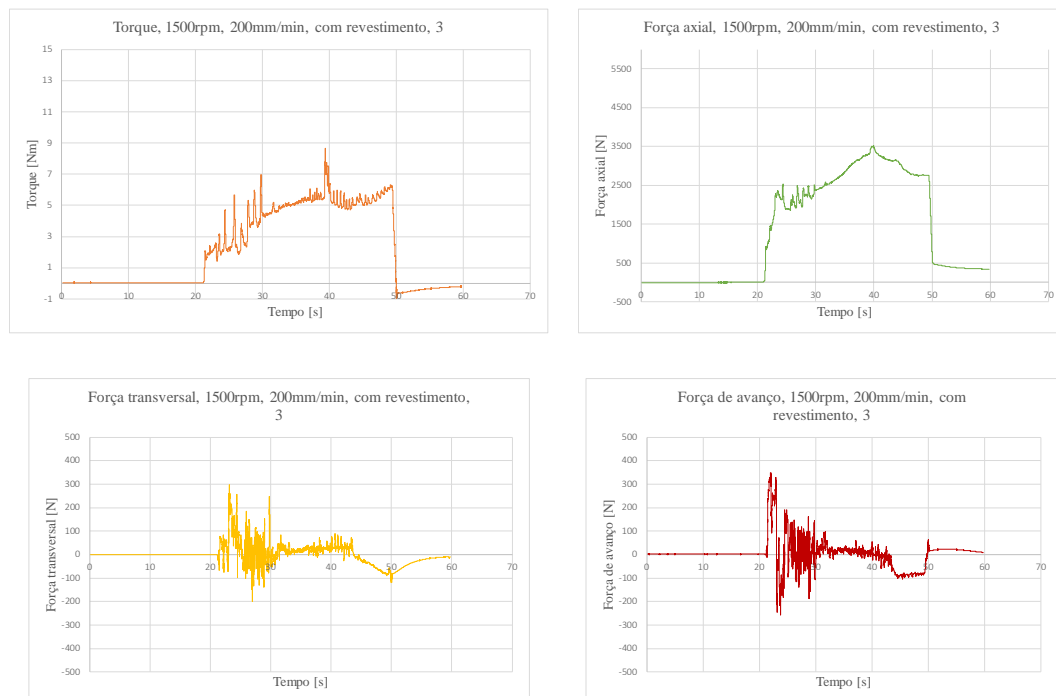 Torque, 1500rpm, 200mm/min, com revestimento, 3
15
13
11
9
7
5
3
1
-1
Torque [Nm]
0 10 20 30 40 50 60 70
Tempo [s]
Força axial, 1500rpm, 200mm/min, com revestimento, 3
5500
4500
3500
2500
1500
500
-500
Força axial [N]
0 10 20 30 40 50 60 70
Tempo [s]
Força transversal, 1500rpm, 200mm/min, com revestimento,
3
500
400
300
200
100
0
-100
-200
-300
-400
-500
Força transversal [N]
0 10 20 30 40 50 60 70
Tempo [s]
Força de avanço, 1500rpm, 200mm/min, com
revestimento, 3
500
400
300
200
100
0
-100
-200
-300
-400
-500
Força de avanço [N]
0 10 20 30 40 50 60 70
Tempo [s]